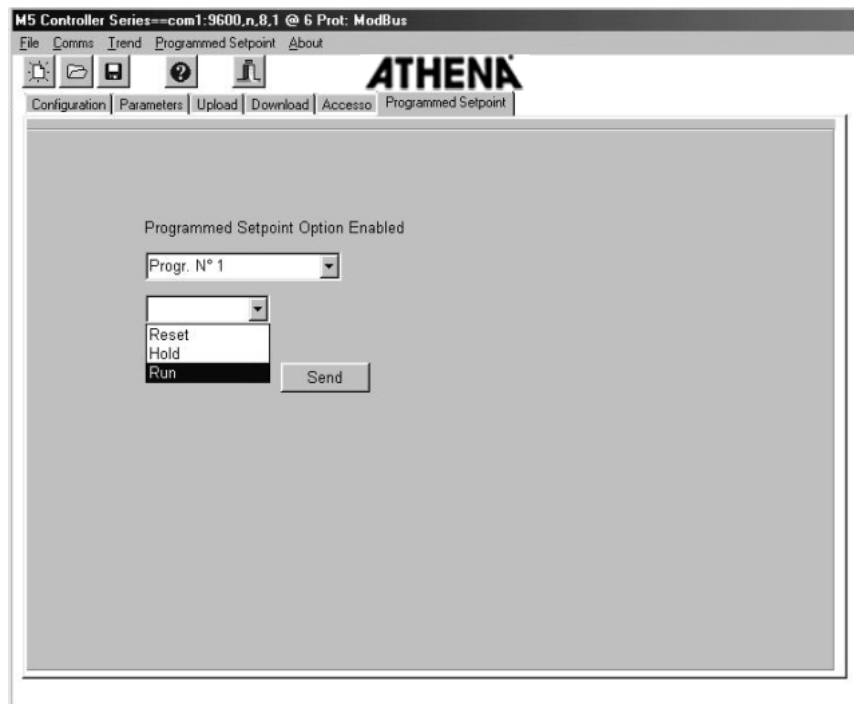 M5 Controller Series==com1:9600,n,8,1 @ 6 Prot: ModBus
File Comms Trend Programmed Setpoint About
ATHENA
Configuration Parameters Upload Download Accesso Programmed Setpoint
Programmed Setpoint Option Enabled
Progr. N° 1
Reset
Hold
Run
Send